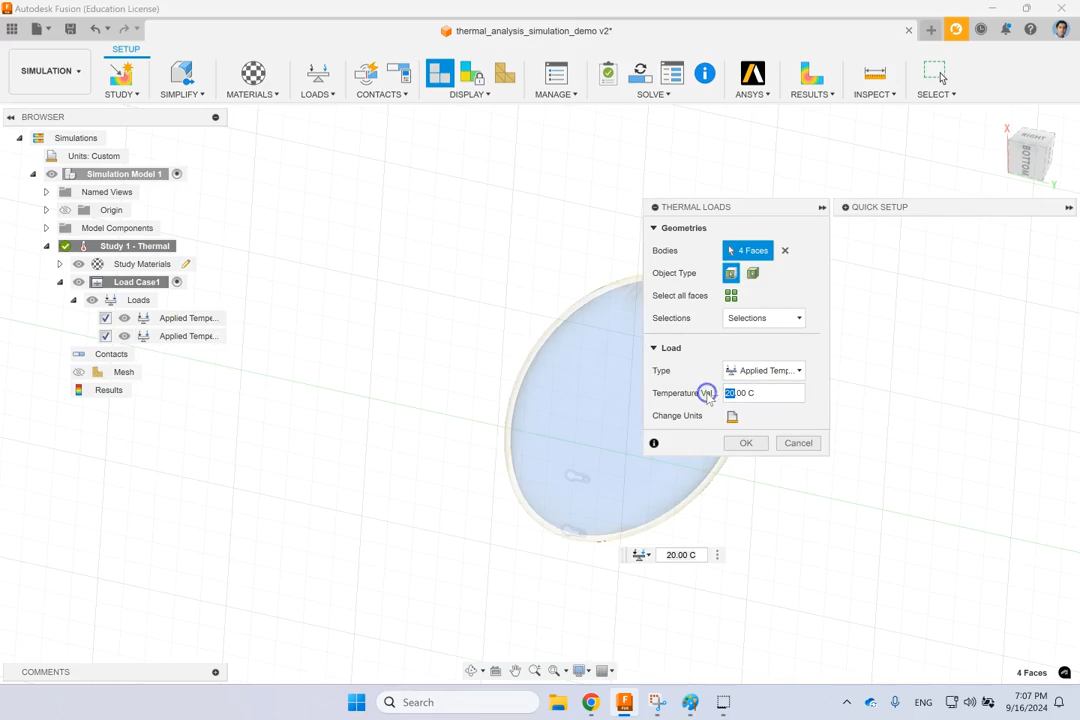 Autodesk Fusion (Education License)
thermal_analysis_simulation_demo v2*
SETUP
SIMULATION
STUDY
SIMPLIFY
MATERIALS
LOADS
CONTACTS
DISPLAY
MANAGE
SOLVE
ANSYS
RESULTS
INSPECT
SELECT
BROWSER
Simulations
Units: Custom
Simulation Model 1
Named Views
Origin
Model Components
Study 1 - Thermal
Study Materials
Load Case1
Loads
Applied Tempe...
Applied Tempe...
Contacts
Mesh
Results
X
RIGHT
BOTTOM
Y
THERMAL LOADS
QUICK SETUP
Geometries
Bodies 4 Faces
Object Type
Select all faces
Selections Selections
Load
Type Applied Temp...
Temperature Val... 20.00 C
Change Units
OK Cancel
20.00 C
COMMENTS
4 Faces
Search
ENG
7:07 PM
9/16/2024